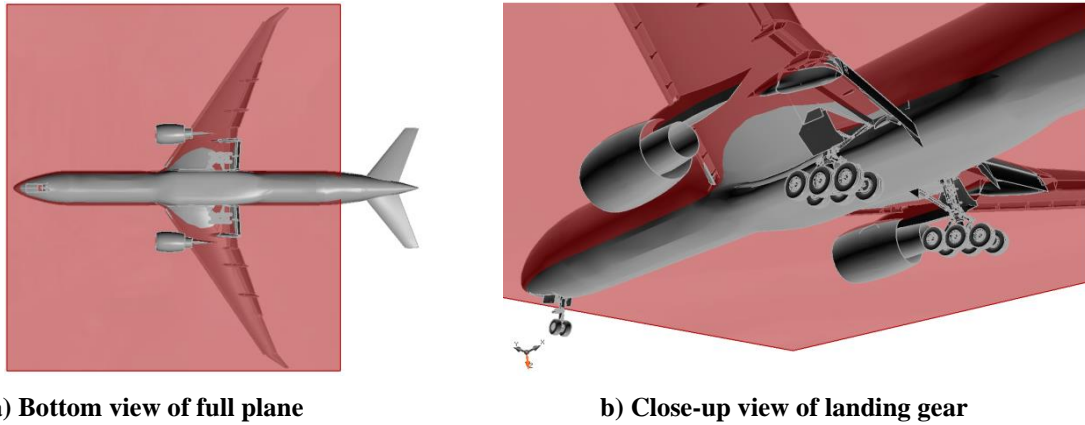 ) Bottom view of full plane
b) Close-up view of landing gear
Y X